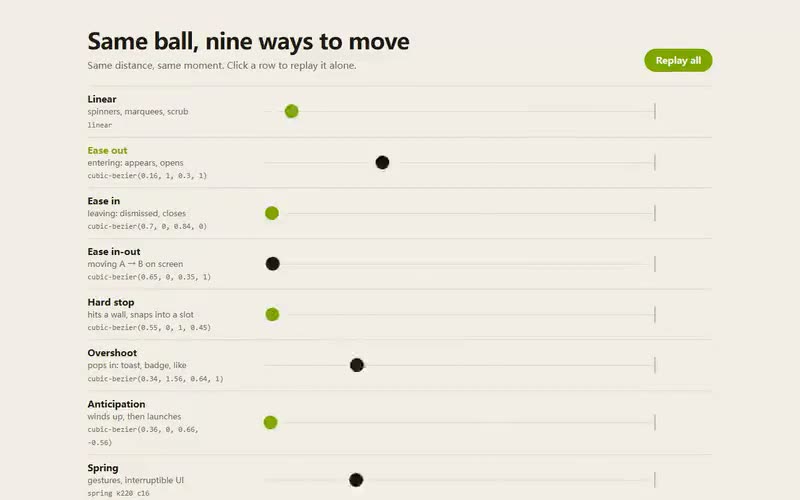 Same ball, nine ways to move
Same distance, same moment. Click a row to replay it alone.
Replay all
Linear
spinners, marquees, scrub
linear
Ease out
entering: appears, opens
cubic-bezier(0.16, 1, 0.3, 1)
Ease in
leaving: dismissed, closes
cubic-bezier(0.7, 0, 0.84, 0)
Ease in-out
moving A → B on screen
cubic-bezier(0.65, 0, 0.35, 1)
Hard stop
hits a wall, snaps into a slot
cubic-bezier(0.55, 0, 1, 0.45)
Overshoot
pops in: toast, badge, like
cubic-bezier(0.34, 1.56, 0.64, 1)
Anticipation
winds up, then launches
cubic-bezier(0.36, 0, 0.66,
-0.56)
Spring
gestures, interruptible UI
spring k220 c16